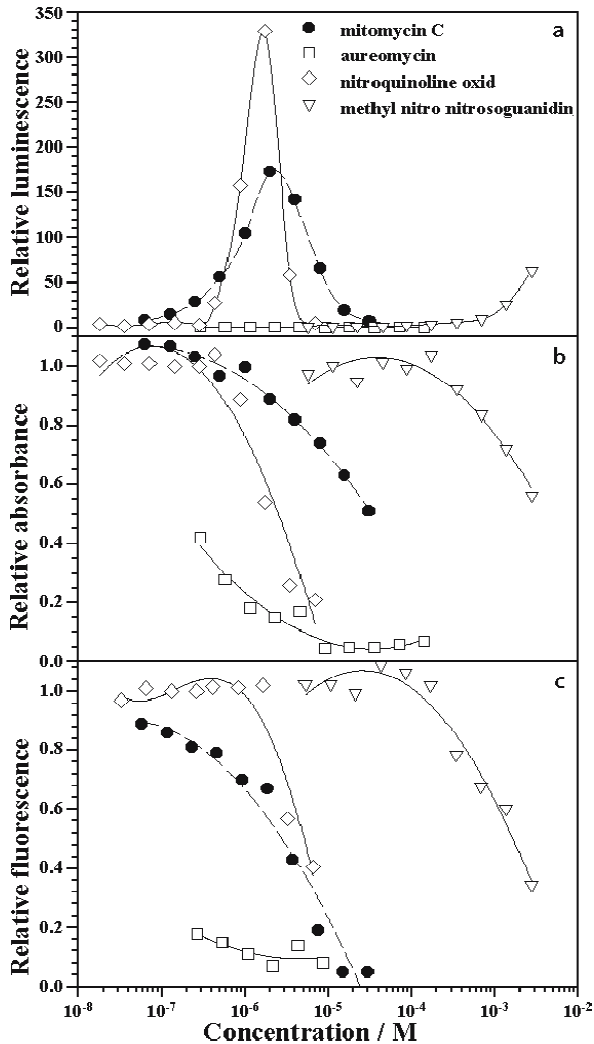 a
mitomycin C
aureomycin
nitroquinoline oxid
methyl nitro nitrosoguanidin
Relative luminescence
350
300
250
200
150
100
50
0
b
Relative absorbance
1.0
0.8
0.6
0.4
0.2
0.0
c
Relative fluorescence
1.0
0.8
0.6
0.4
0.2
0.0
10-8 10-7 10-6 10-5 10-4 10-3 10-2
Concentration / M